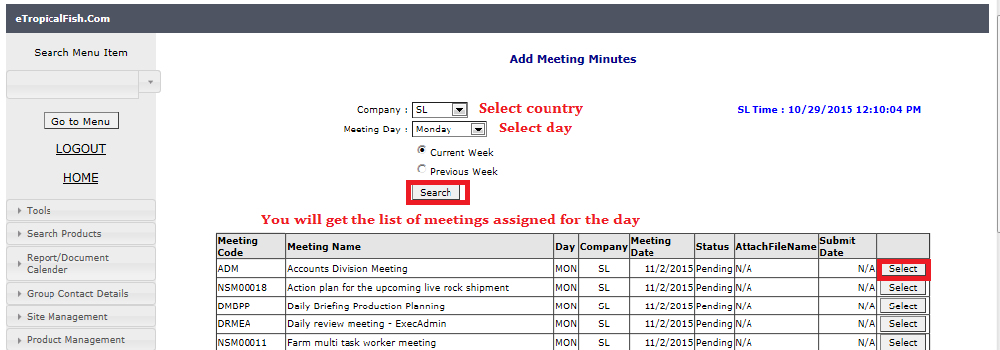 eTropicalFish.Com
Search Menu Item
Go to Menu
LOGOUT
HOME
Tools
Search Products
Report/Document
Calender
Group Contact Details
Site Management
Product Management
Add Meeting Minutes
Company : SL Select country
SL Time : 10/29/2015 12:10:04 PM
Meeting Day : Monday Select day
Current Week
Previous Week
Search
You will get the list of meetings assigned for the day
Meeting Code Meeting Name Day Company Meeting Date Status AttachFileName Submit Date
ADM Accounts Division Meeting MON SL 11/2/2015 Pending N/A N/A Select
NSM00018 Action plan for the upcoming live rock shipment MON SL 11/2/2015 Pending N/A N/A Select
DMBPP Daily Briefing-Production Planning MON SL 11/2/2015 Pending N/A N/A Select
DRMEA Daily review meeting - ExecAdmin MON SL 11/2/2015 Pending N/A N/A Select
NSM00011 Farm multi task worker meeting MON SL 11/2/2015 Pending N/A N/A Select